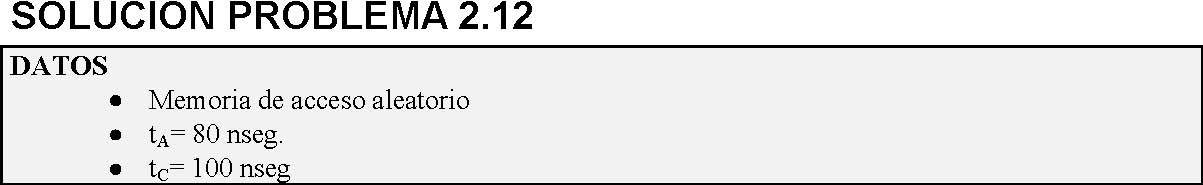 SOLUCION PROBLEMA 2.12
DATOS
● Memoria de acceso aleatorio
● tA= 80 nseg.
● tC= 100 nseg